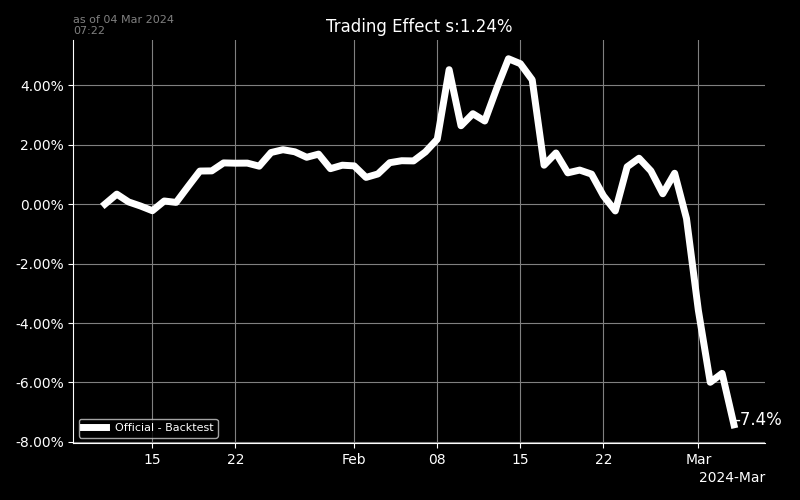 as of 04 Mar 2024
07:22
Trading Effect s:1.24%
4.00%
2.00%
0.00%
-2.00%
-4.00%
-6.00%
-8.00%
-7.4%
Official - Backtest
15 22 Feb 08 15 22 Mar
2024-Mar